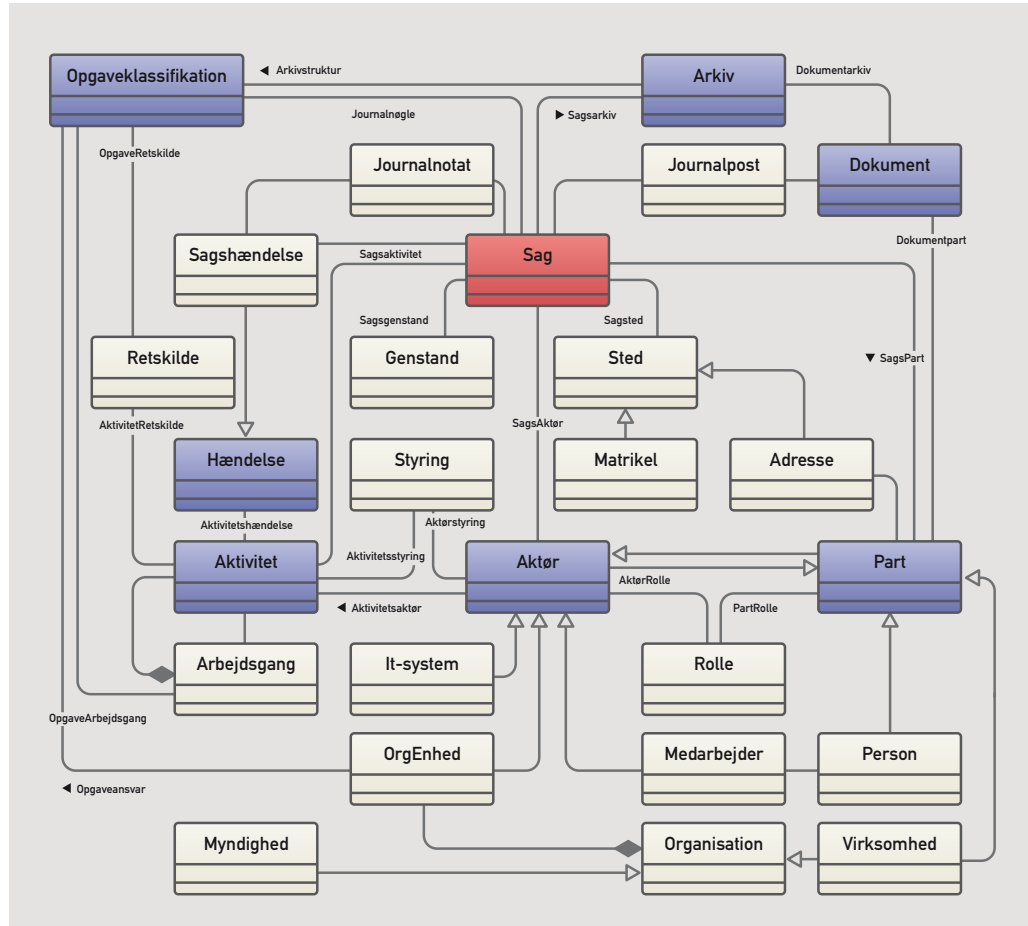 Opgaveklassifikation
◄ Arkivstruktur
Arkiv
Dokumentarkiv
Journalnøgle
► Sagsarkiv
OpgaveRetskilde
Journalnotat
Journalpost
Dokument
Dokumentpart
Sagshændelse
Sagsaktivitet
Sag
Sagsgenstand
Sagsted
Retskilde
Genstand
Sted
▼ SagsPart
AktivitetRetskilde
SagsAktør
Hændelse
Styring
Matrikel
Adresse
Aktivitetshændelse
Aktørstyring
Aktivitet
Aktivitetsstyring
Aktør
Part
AktørRolle
◄ Aktivitetsaktør
PartRolle
Arbejdsgang
It-system
Rolle
OpgaveArbejdsgang
OrgEnhed
Medarbejder
Person
◄ Opgaveansvar
Myndighed
Organisation
Virksomhed